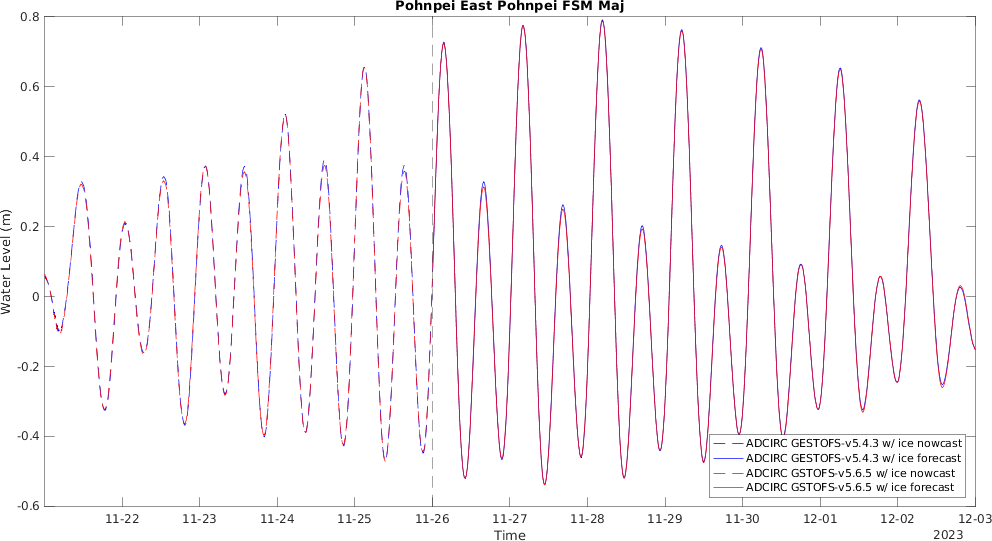 Pohnpei East Pohnpei FSM Maj
Water Level (m)
0.8
0.6
0.4
0.2
0
-0.2
-0.4
-0.6
ADCIRC GESTOFS-v5.4.3 w/ ice nowcast
ADCIRC GESTOFS-v5.4.3 w/ ice forecast
ADCIRC GSTOFS-v5.6.5 w/ ice nowcast
ADCIRC GSTOFS-v5.6.5 w/ ice forecast
11-22 11-23 11-24 11-25 11-26 11-27 11-28 11-29 11-30 12-01 12-02 12-03
Time
2023